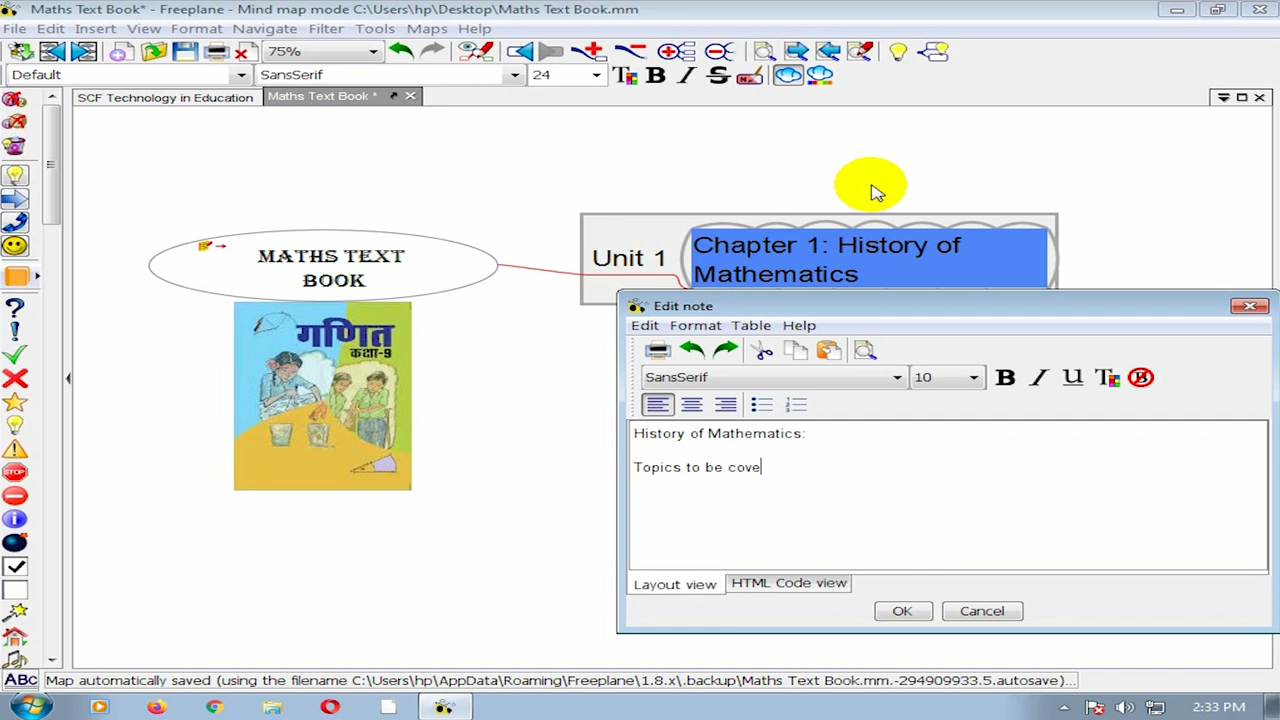 Maths Text Book* - Freeplane - Mind map mode C:\Users\hp\Desktop\Maths Text Book.mm
File Edit Insert View Format Navigate Filter Tools Maps Help
75%
Default SansSerif 24
SCF Technology in Education Maths Text Book *
MATHS TEXT
BOOK
गणित
कक्षा-9
Unit 1
Chapter 1: History of
Mathematics
Edit note
Edit Format Table Help
SansSerif 10
History of Mathematics:
Topics to be cove
Layout view HTML Code view
OK Cancel
ABC Map automatically saved (using the filename C:\Users\hp\AppData\Roaming\Freeplane\1.8.x\.backup\Maths Text Book.mm.-294909933.5.autosave)...
2:33 PM